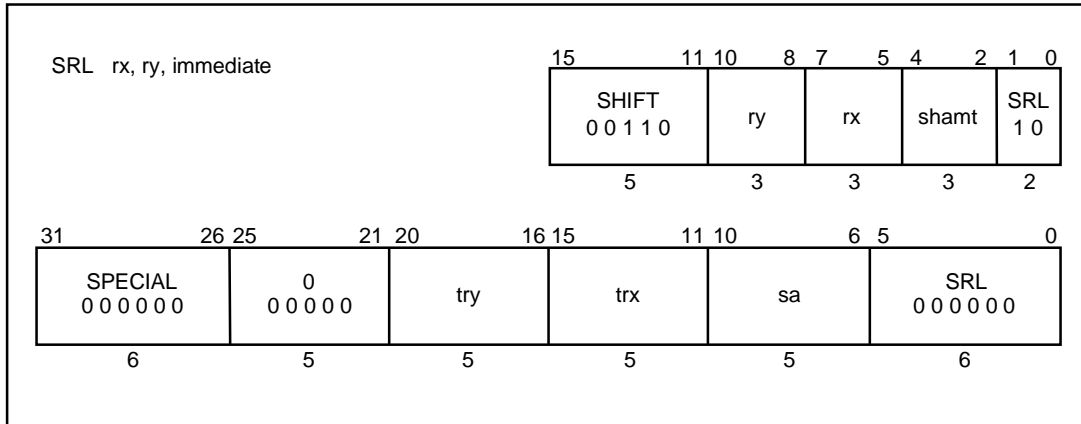 SRL rx, ry, immediate
15 11 10 8 7 5 4 2 1 0
SHIFT ry rx shamt SRL
0 0 1 1 0 1 0
5 3 3 3 2
31 26 25 21 20 16 15 11 10 6 5 0
SPECIAL 0 try trx sa SRL
0 0 0 0 0 0 0 0 0 0 0 0 0 0 0 0 0
6 5 5 5 5 6